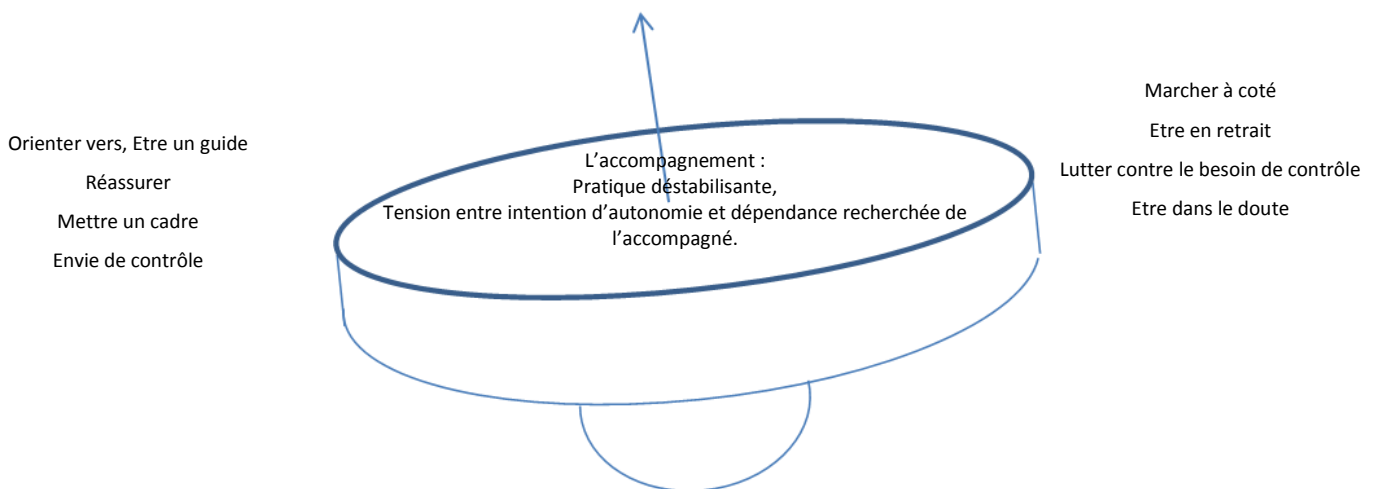 Orienter vers, Etre un guide
Réassurer
Mettre un cadre
Envie de contrôle
L’accompagnement :
Pratique déstabilisante,
Tension entre intention d’autonomie et dépendance recherchée de
l’accompagné.
Marcher à coté
Etre en retrait
Lutter contre le besoin de contrôle
Etre dans le doute